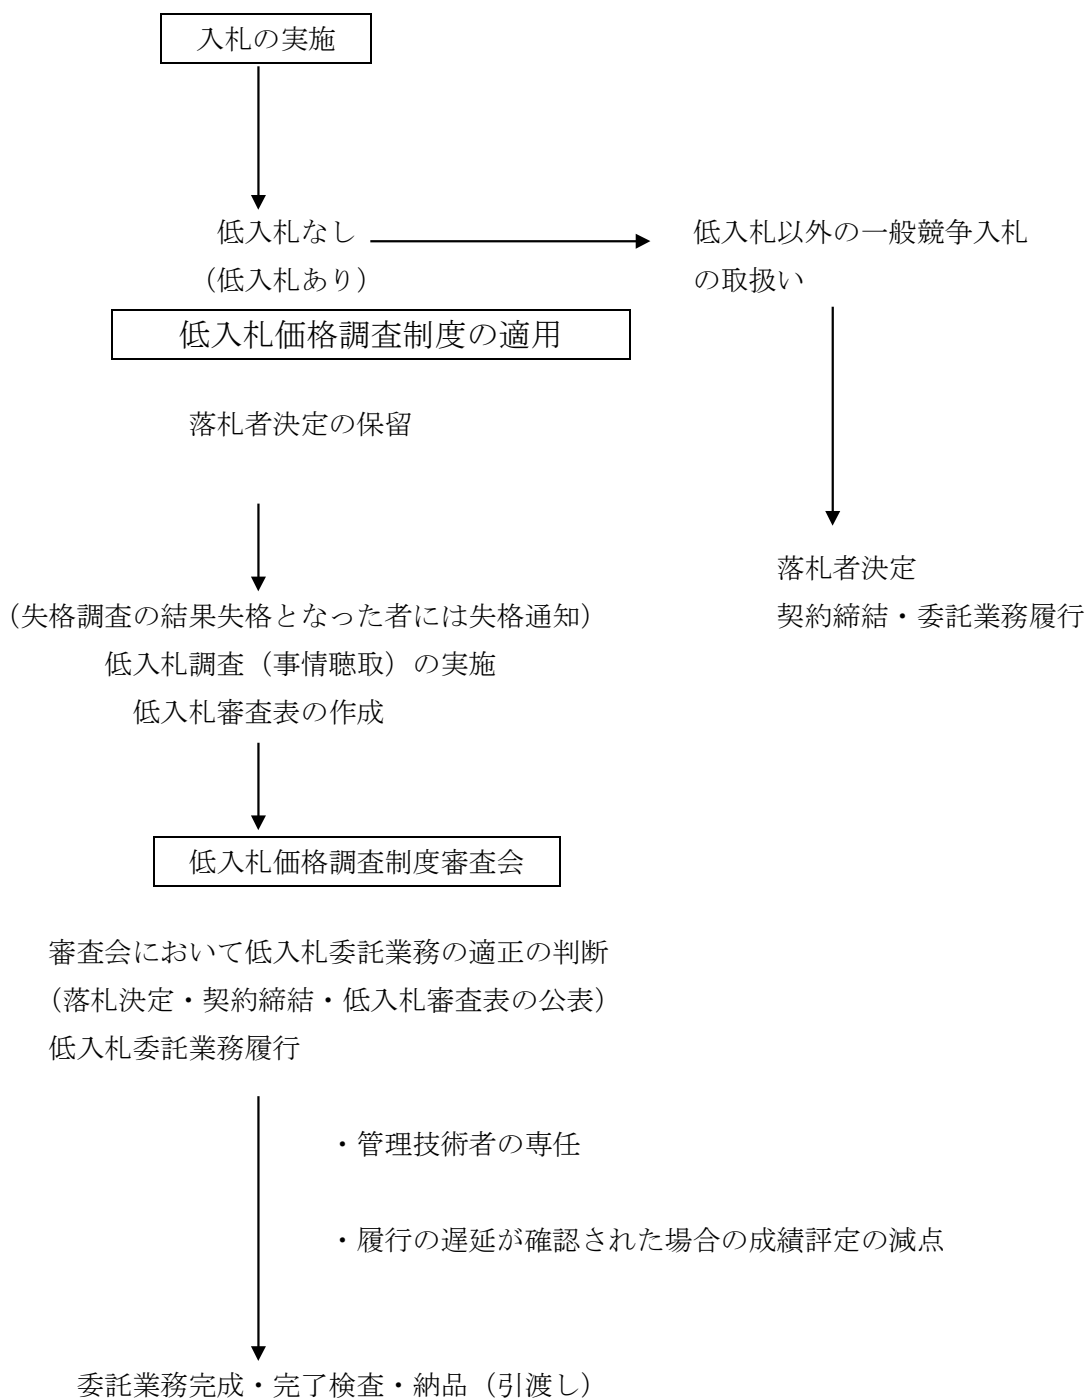 入札の実施
低入札なし
(低入札あり)
低入札以外の一般競争入札
の取扱い
低入札価格調査制度の適用
落札者決定の保留
落札者決定
契約締結・委託業務履行
（失格調査の結果失格となった者には失格通知）
低入札調査（事情聴取）の実施
低入札審査表の作成
低入札価格調査制度審査会
審査会において低入札委託業務の適正の判断
（落札決定・契約締結・低入札審査表の公表）
低入札委託業務履行
・管理技術者の専任
・履行の遅延が確認された場合の成績評定の減点
委託業務完成・完了検査・納品（引渡し）